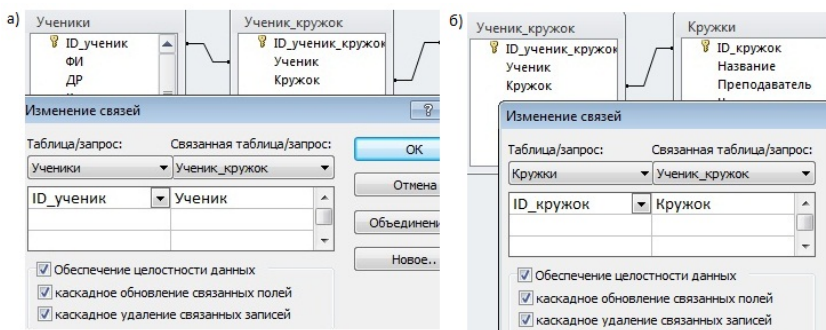 а)
Ученики
ID_ученик
ФИ
ДР
Ученик_кружок
ID_ученик_кружок
Ученик
Кружок
Изменение связей
?
Таблица/запрос:
Связанная таблица/запрос:
Ученики
Ученик_кружок
ID_ученик
Ученик
Обеспечение целостности данных
каскадное обновление связанных полей
каскадное удаление связанных записей
ОК
Отмена
Объединени
Новое..
б)
Ученик_кружок
ID_ученик_кружок
Ученик
Кружок
Кружки
ID_кружок
Название
Преподаватель
Изменение связей
Таблица/запрос:
Связанная таблица/запрос:
Кружки
Ученик_кружок
ID_кружок
Кружок
Обеспечение целостности данных
каскадное обновление связанных полей
каскадное удаление связанных записей